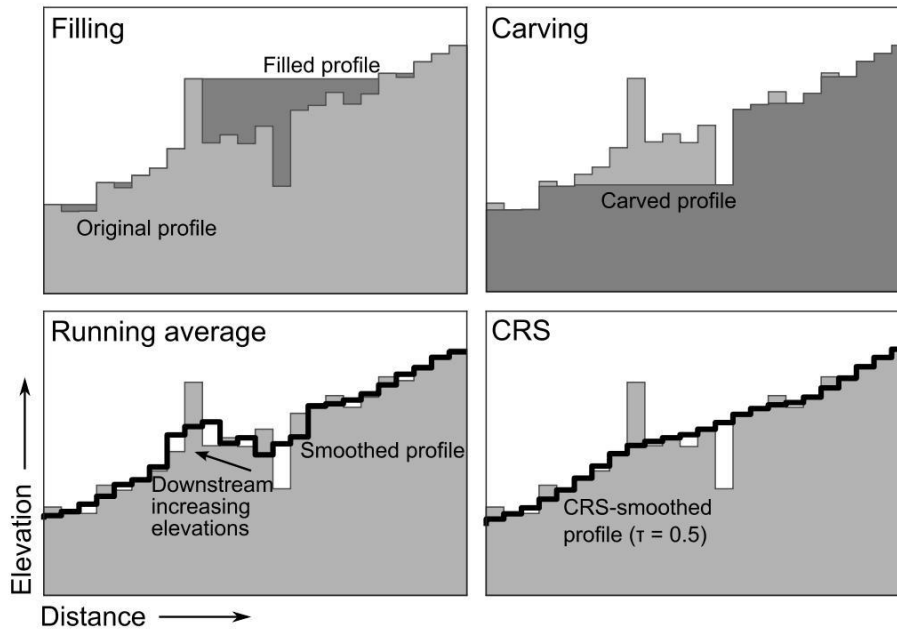 Filling
Filled profile
Original profile
Carving
Carved profile
Running average
Smoothed profile
Downstream
increasing
elevations
CRS
CRS-smoothed
profile (τ = 0.5)
Elevation
Distance